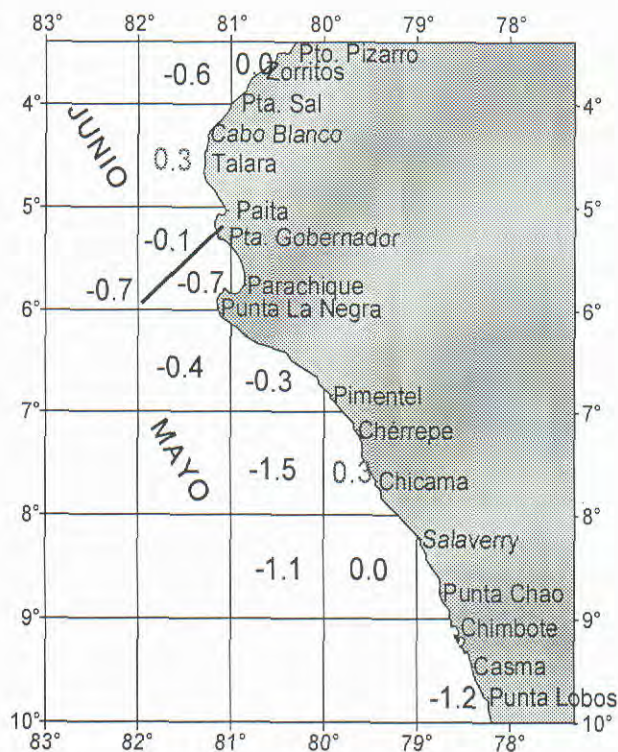 83° 82° 81° 80° 79° 78°
-0.6 0.0 Pto. Pizarro
Zorritos
4° Pta. Sal 4°
JUNIO
Cabo Blanco
0.3 Talara
5° Paita 5°
-0.1 Pta. Gobernador
-0.7 -0.7 Parachique
6° Punta La Negra 6°
-0.4 -0.3
Pimentel
7° 7°
MAYO
Chérrepe
-1.5 0.3 Chicama
8° 8°
Salaverry
-1.1 0.0
Punta Chao
9° Chimbote 9°
Casma
-1.2 Punta Lobos
10° 10°
83° 82° 81° 80° 79° 78°